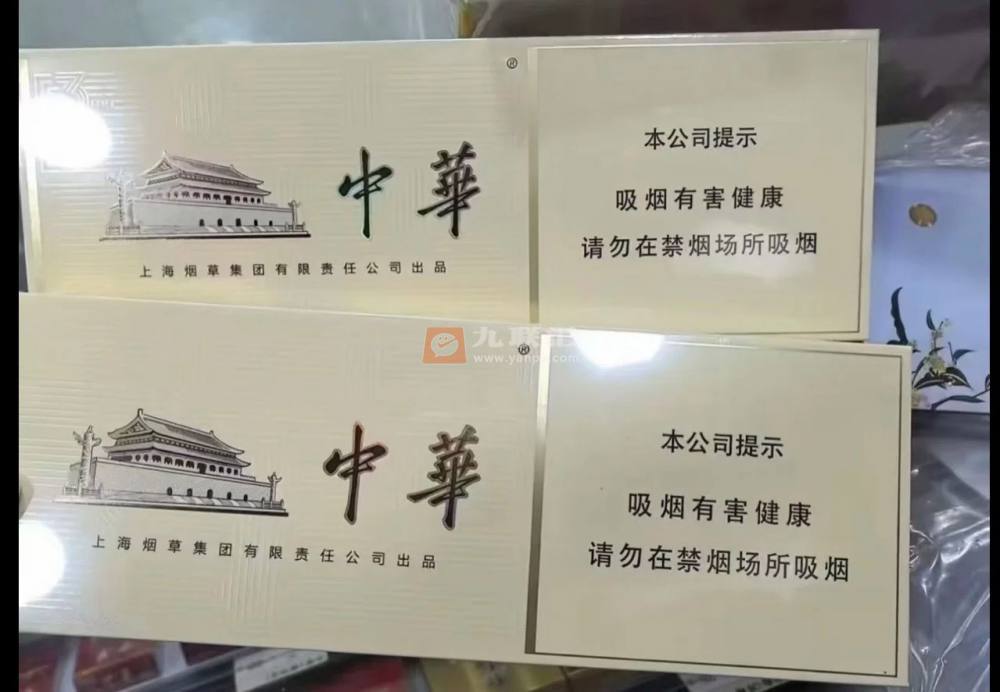 ®
本公司提示
中華
吸烟有害健康
请勿在禁烟场所吸烟
上海烟草集团有限责任公司出品
九联
www.yanp
.com
®
本公司提示
中華
吸烟有害健康
请勿在禁烟场所吸烟
上海烟草集团有限责任公司出品